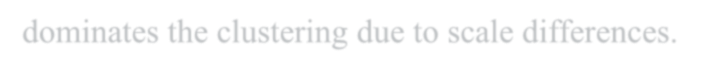 dominates the clustering due to scale differences.